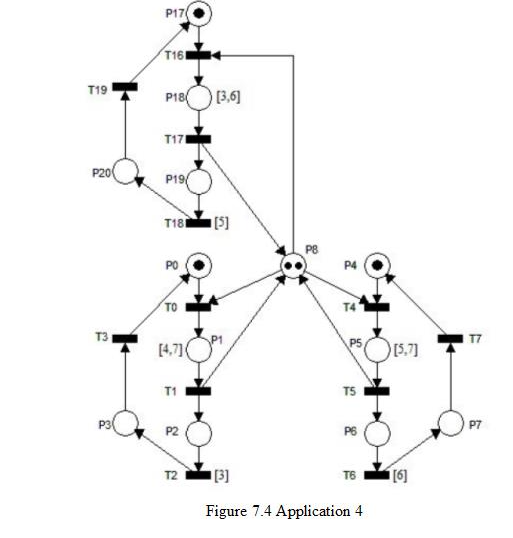 P17
T16
T19
P18 [3,6]
T17
P20
P19
T18 [5]
P8
P0
P4
T0
T4
T3
P1
P5
T7
[4,7]
[5,7]
T1
T5
P3
P2
P6
P7
T2 [3]
T6 [6]
Figure 7.4 Application 4